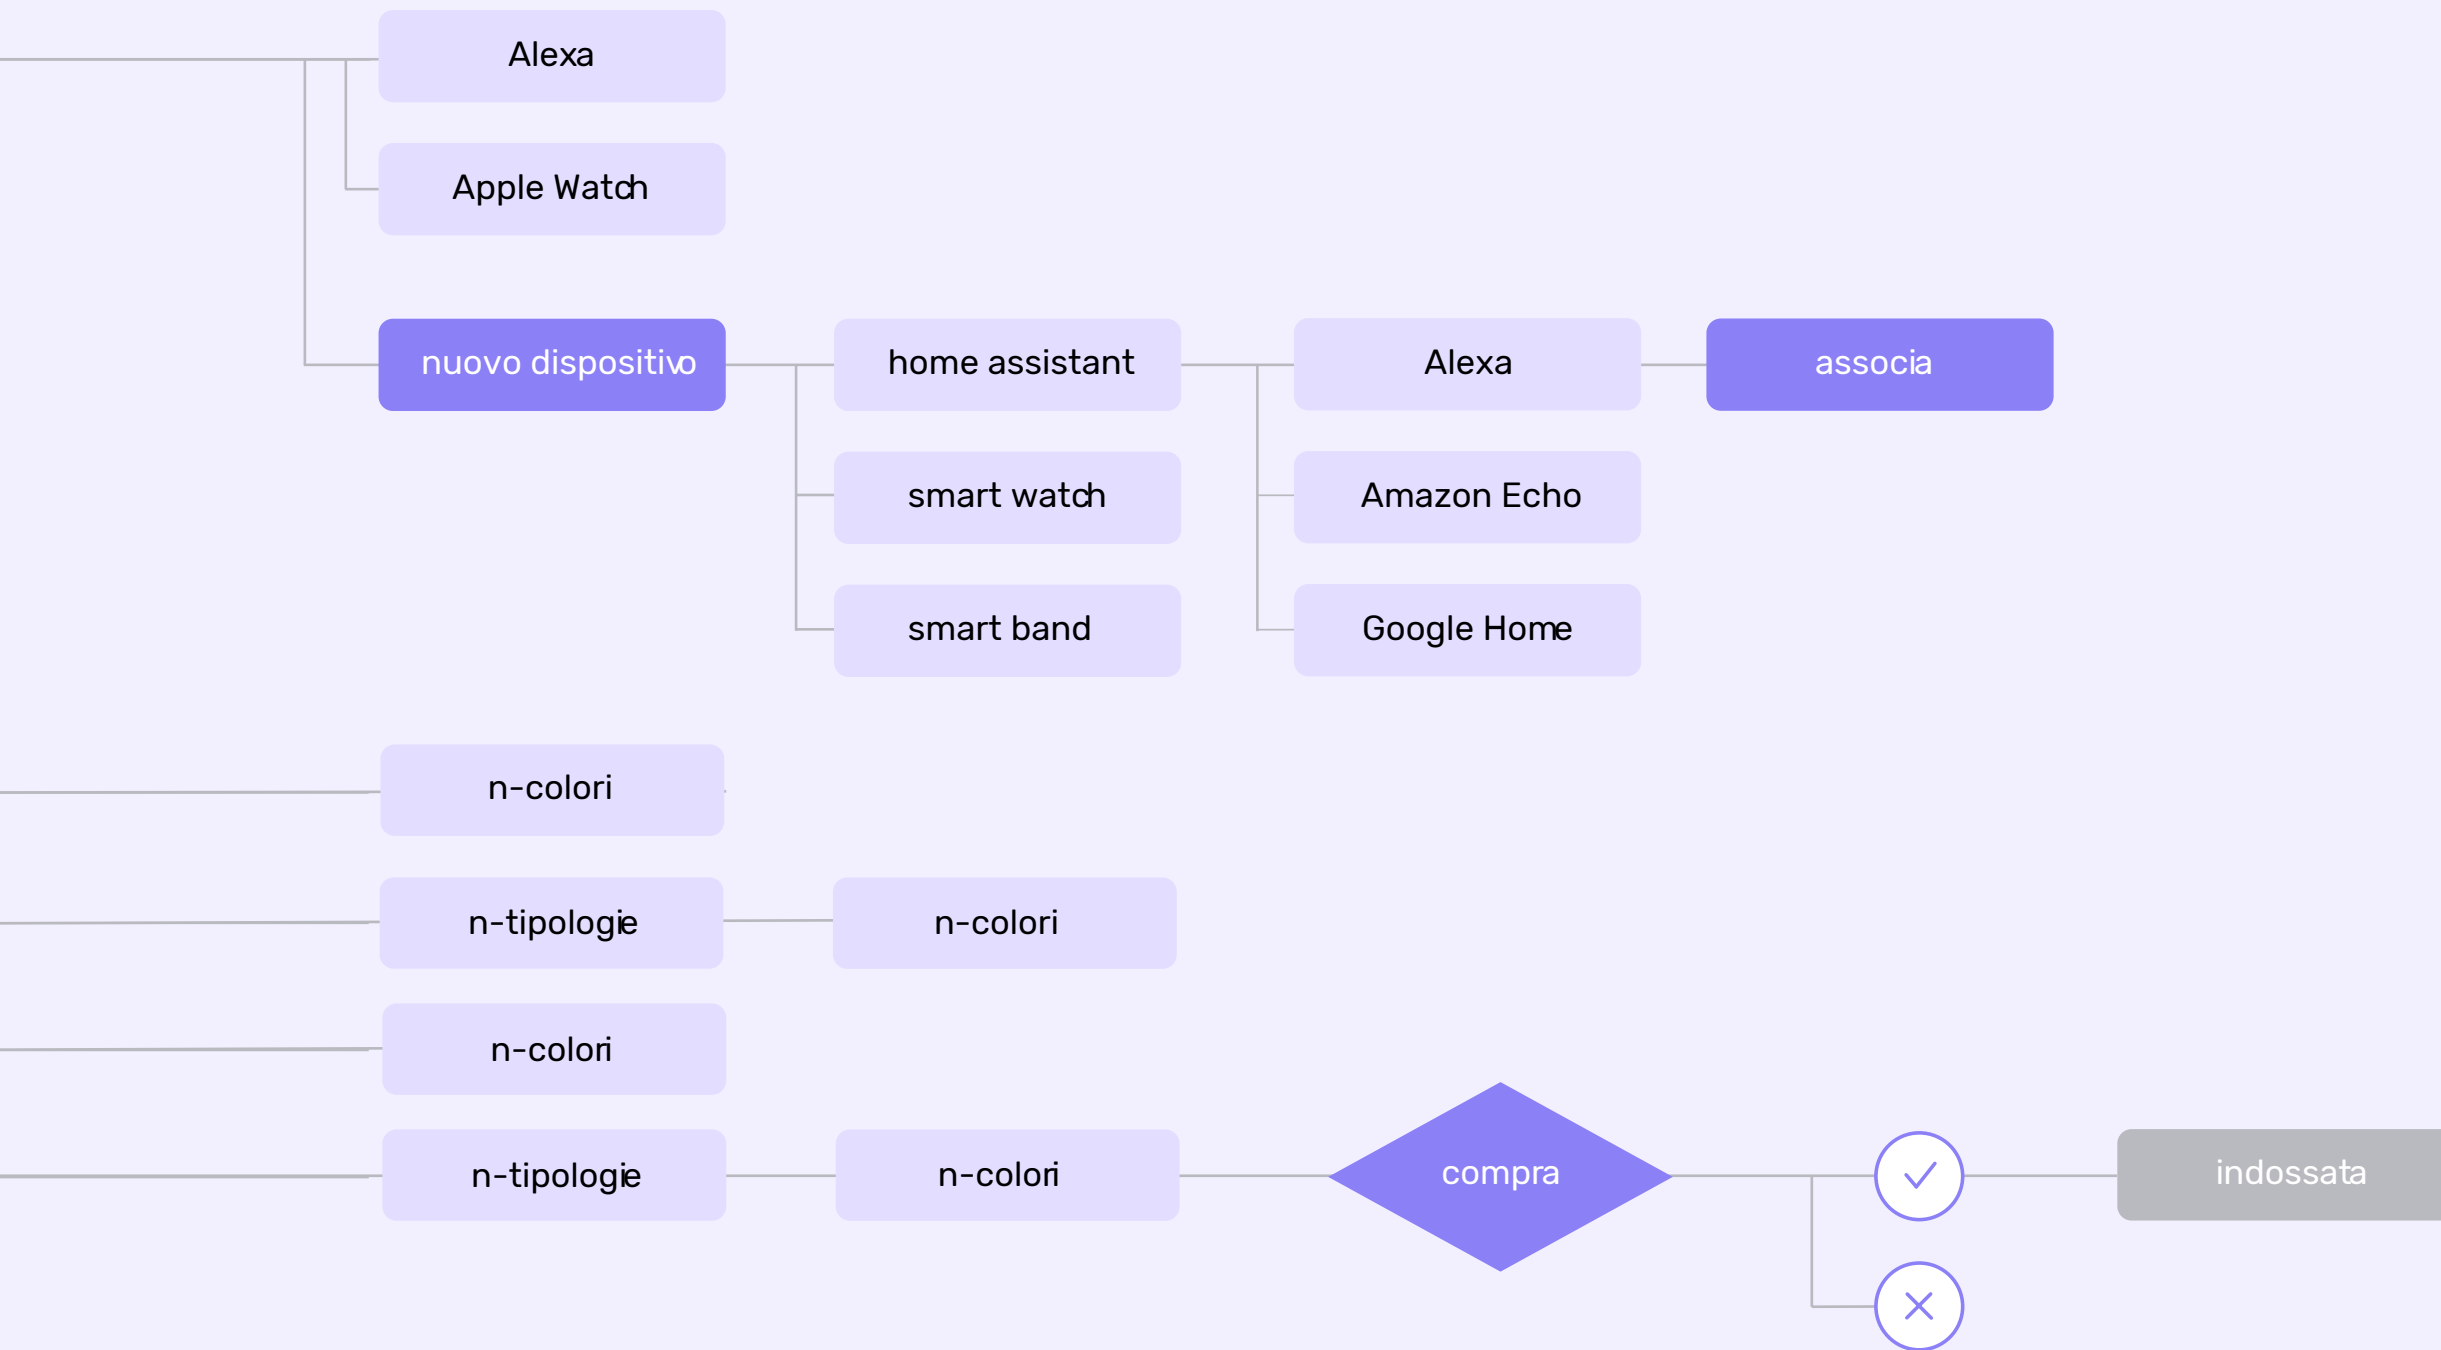 Alexa
Apple Watch
nuovo dispositivo
home assistant
Alexa
associa
smart watch
Amazon Echo
smart band
Google Home
n-colori
n-tipologie
n-colori
n-colori
n-tipologie
n-colori
compra
indossata